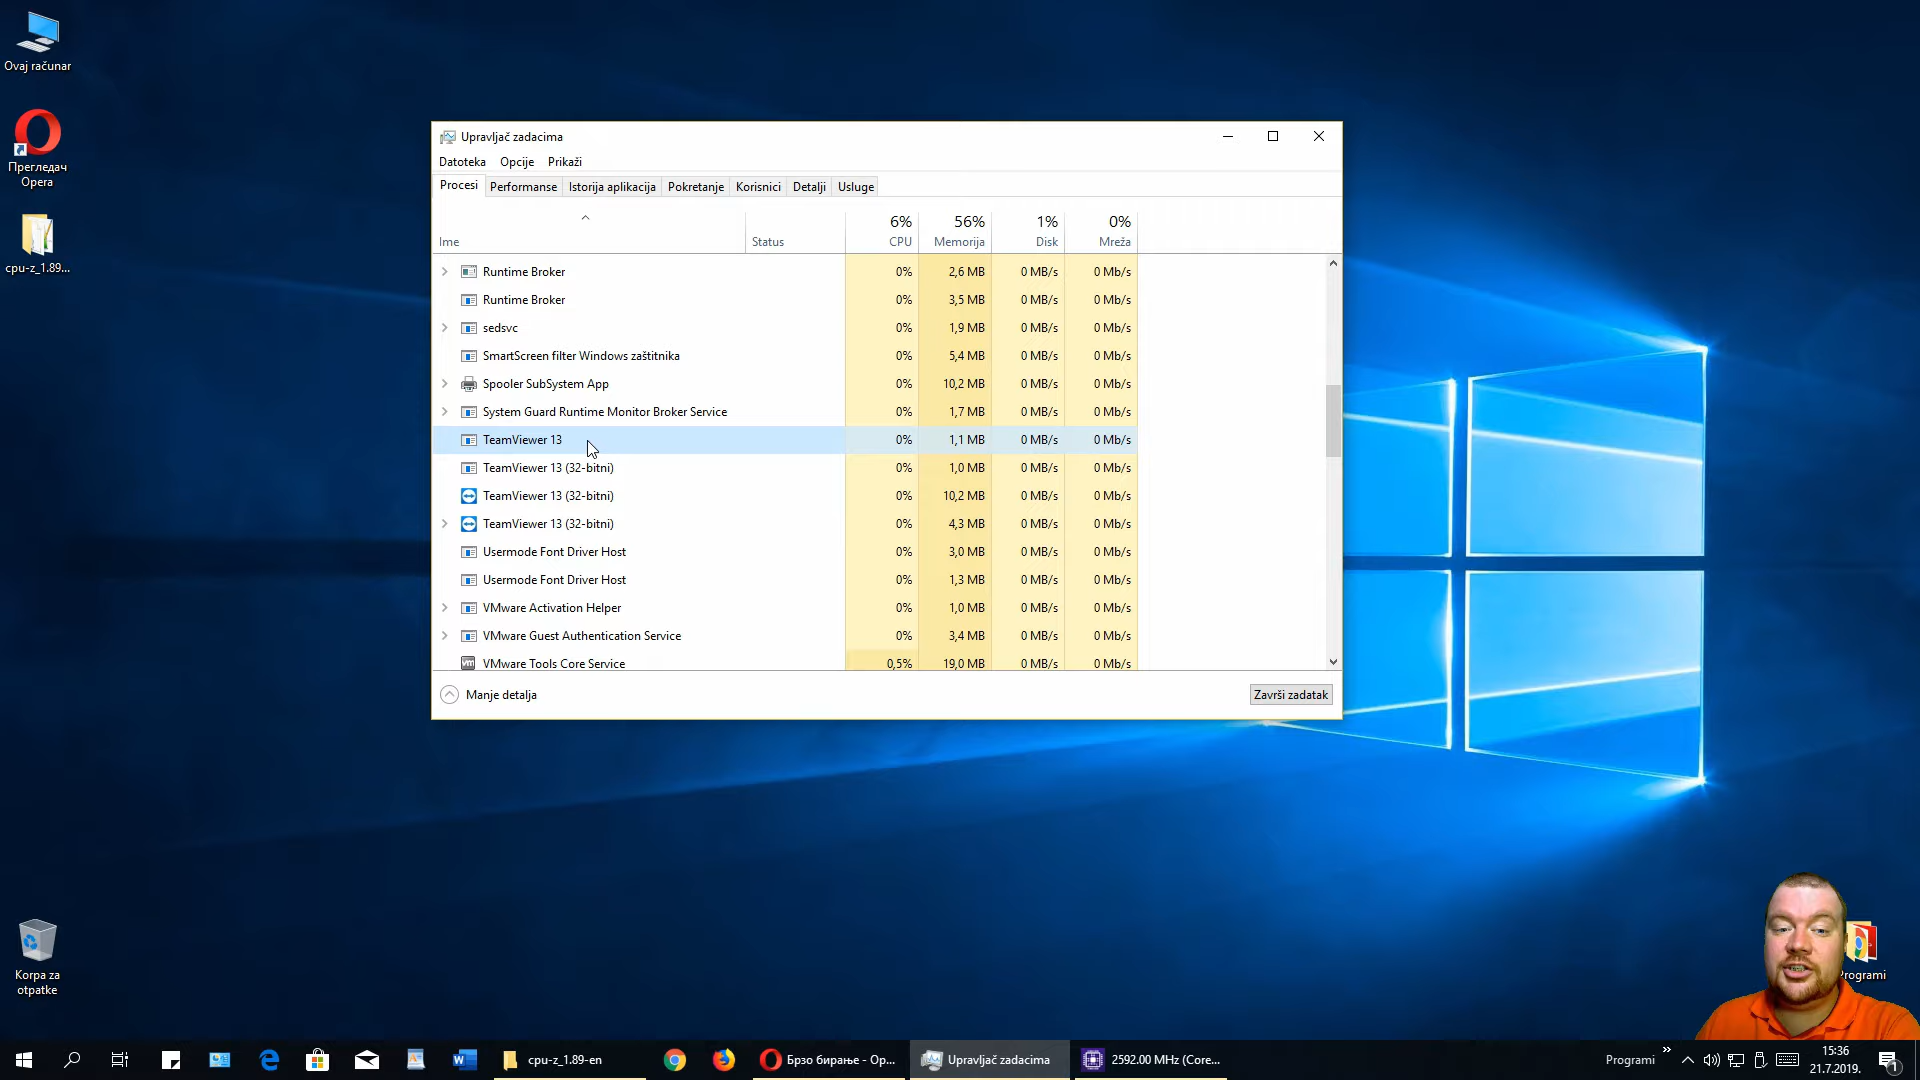 Ovaj računar
Прегледач
Opera
cpu-z_1.89...
Korpa za
otpatke
Upravljač zadacima
Datoteka Opcije Prikaži
Procesi Performanse Istorija aplikacija Pokretanje Korisnici Detalji Usluge
6% 56% 1% 0%
Ime Status CPU Memorija Disk Mreža
Runtime Broker 0% 2,6 MB 0 MB/s 0 Mb/s
Runtime Broker 0% 3,5 MB 0 MB/s 0 Mb/s
sedsvc 0% 1,9 MB 0 MB/s 0 Mb/s
SmartScreen filter Windows zaštitnika 0% 5,4 MB 0 MB/s 0 Mb/s
Spooler SubSystem App 0% 10,2 MB 0 MB/s 0 Mb/s
System Guard Runtime Monitor Broker Service 0% 1,7 MB 0 MB/s 0 Mb/s
TeamViewer 13 0% 1,1 MB 0 MB/s 0 Mb/s
TeamViewer 13 (32-bitni) 0% 1,0 MB 0 MB/s 0 Mb/s
TeamViewer 13 (32-bitni) 0% 10,2 MB 0 MB/s 0 Mb/s
TeamViewer 13 (32-bitni) 0% 4,3 MB 0 MB/s 0 Mb/s
Usermode Font Driver Host 0% 3,0 MB 0 MB/s 0 Mb/s
Usermode Font Driver Host 0% 1,3 MB 0 MB/s 0 Mb/s
VMware Activation Helper 0% 1,0 MB 0 MB/s 0 Mb/s
VMware Guest Authentication Service 0% 3,4 MB 0 MB/s 0 Mb/s
VMware Tools Core Service 0,5% 19,0 MB 0 MB/s 0 Mb/s
Manje detalja Završi zadatak
Programi
cpu-z_1.89-en Брзо бирање - Op... Upravljač zadacima 2592.00 MHz (Core... Programi 15:36
21.7.2019. 1